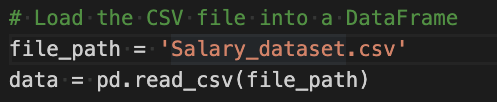 # Load the CSV file into a DataFrame
file_path = 'Salary_dataset.csv'
data = pd.read_csv(file_path)